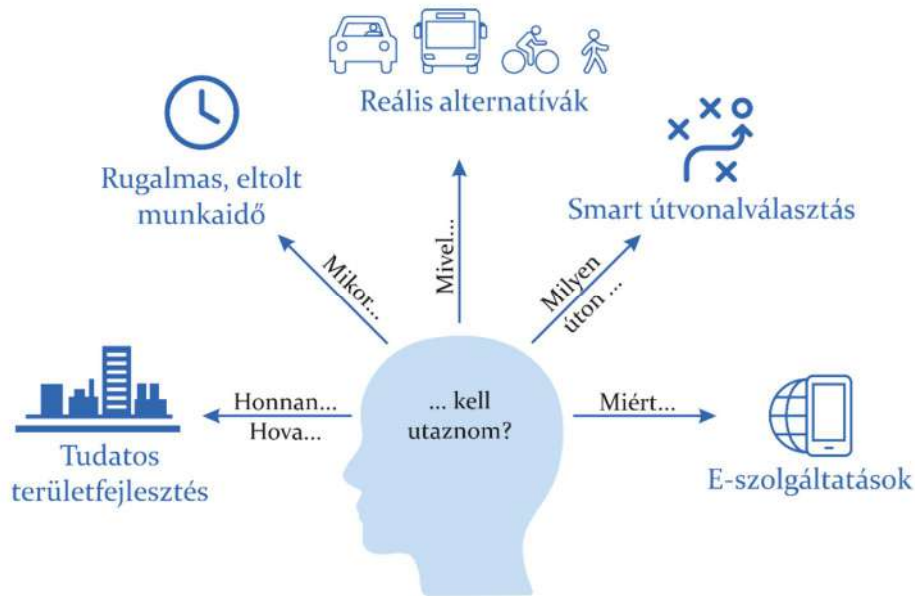 Reális alternatívák
Rugalmas, eltolt
munkaidő
Smart útvonalválasztás
Mikor...
Mivel...
Milyen
úton ...
Honnan...
Hova...
... kell
utaznom?
Miért...
Tudatos
területfejlesztés
E-szolgáltatások